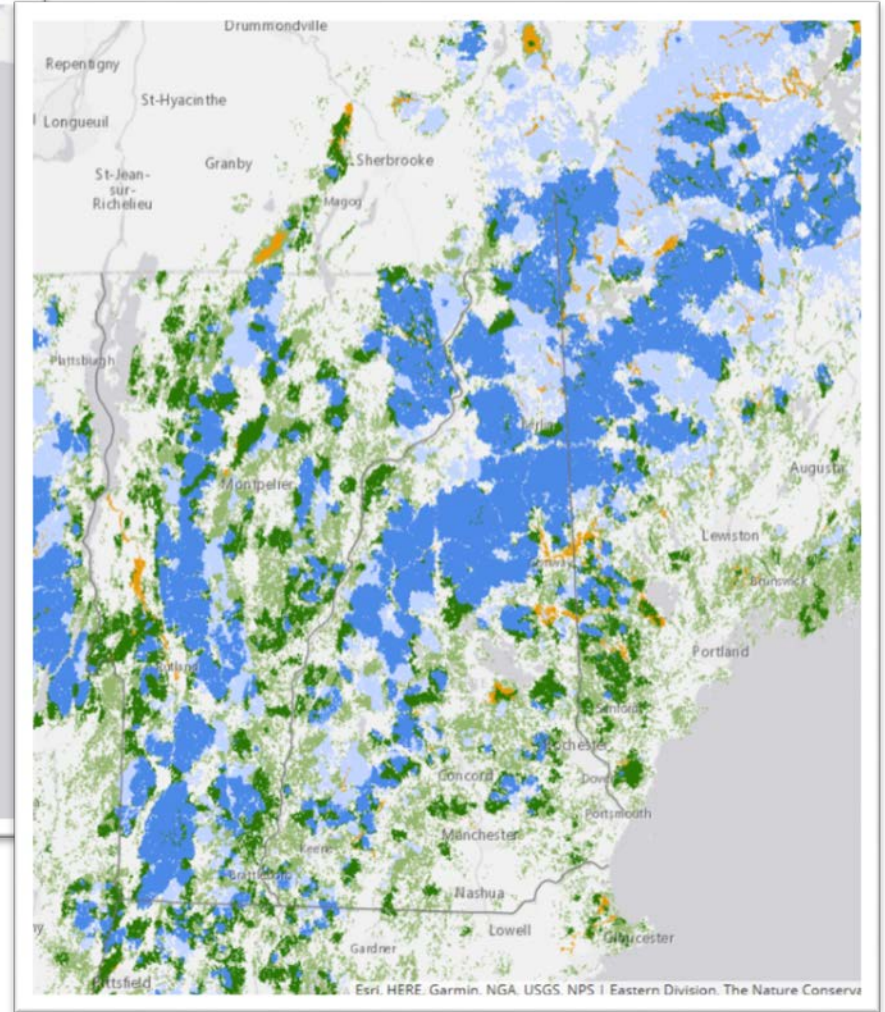 Drummondville
Repentigny
St-Hyacinthe
Longueuil
Granby
Sherbrooke
St-Jean-
sur-
Richelieu
Magog
Plattsburgh
Montpelier
Augusta
Lewiston
Brunswick
Portland
Rutland
Sanford
Rochester
Concord
Dover
Portsmouth
Manchester
Keene
Brattleboro
Nashua
Lowell
Gloucester
Gardner
Pittsfield
Esri, HERE, Garmin, NGA, USGS, NPS | Eastern Division, The Nature Conserva